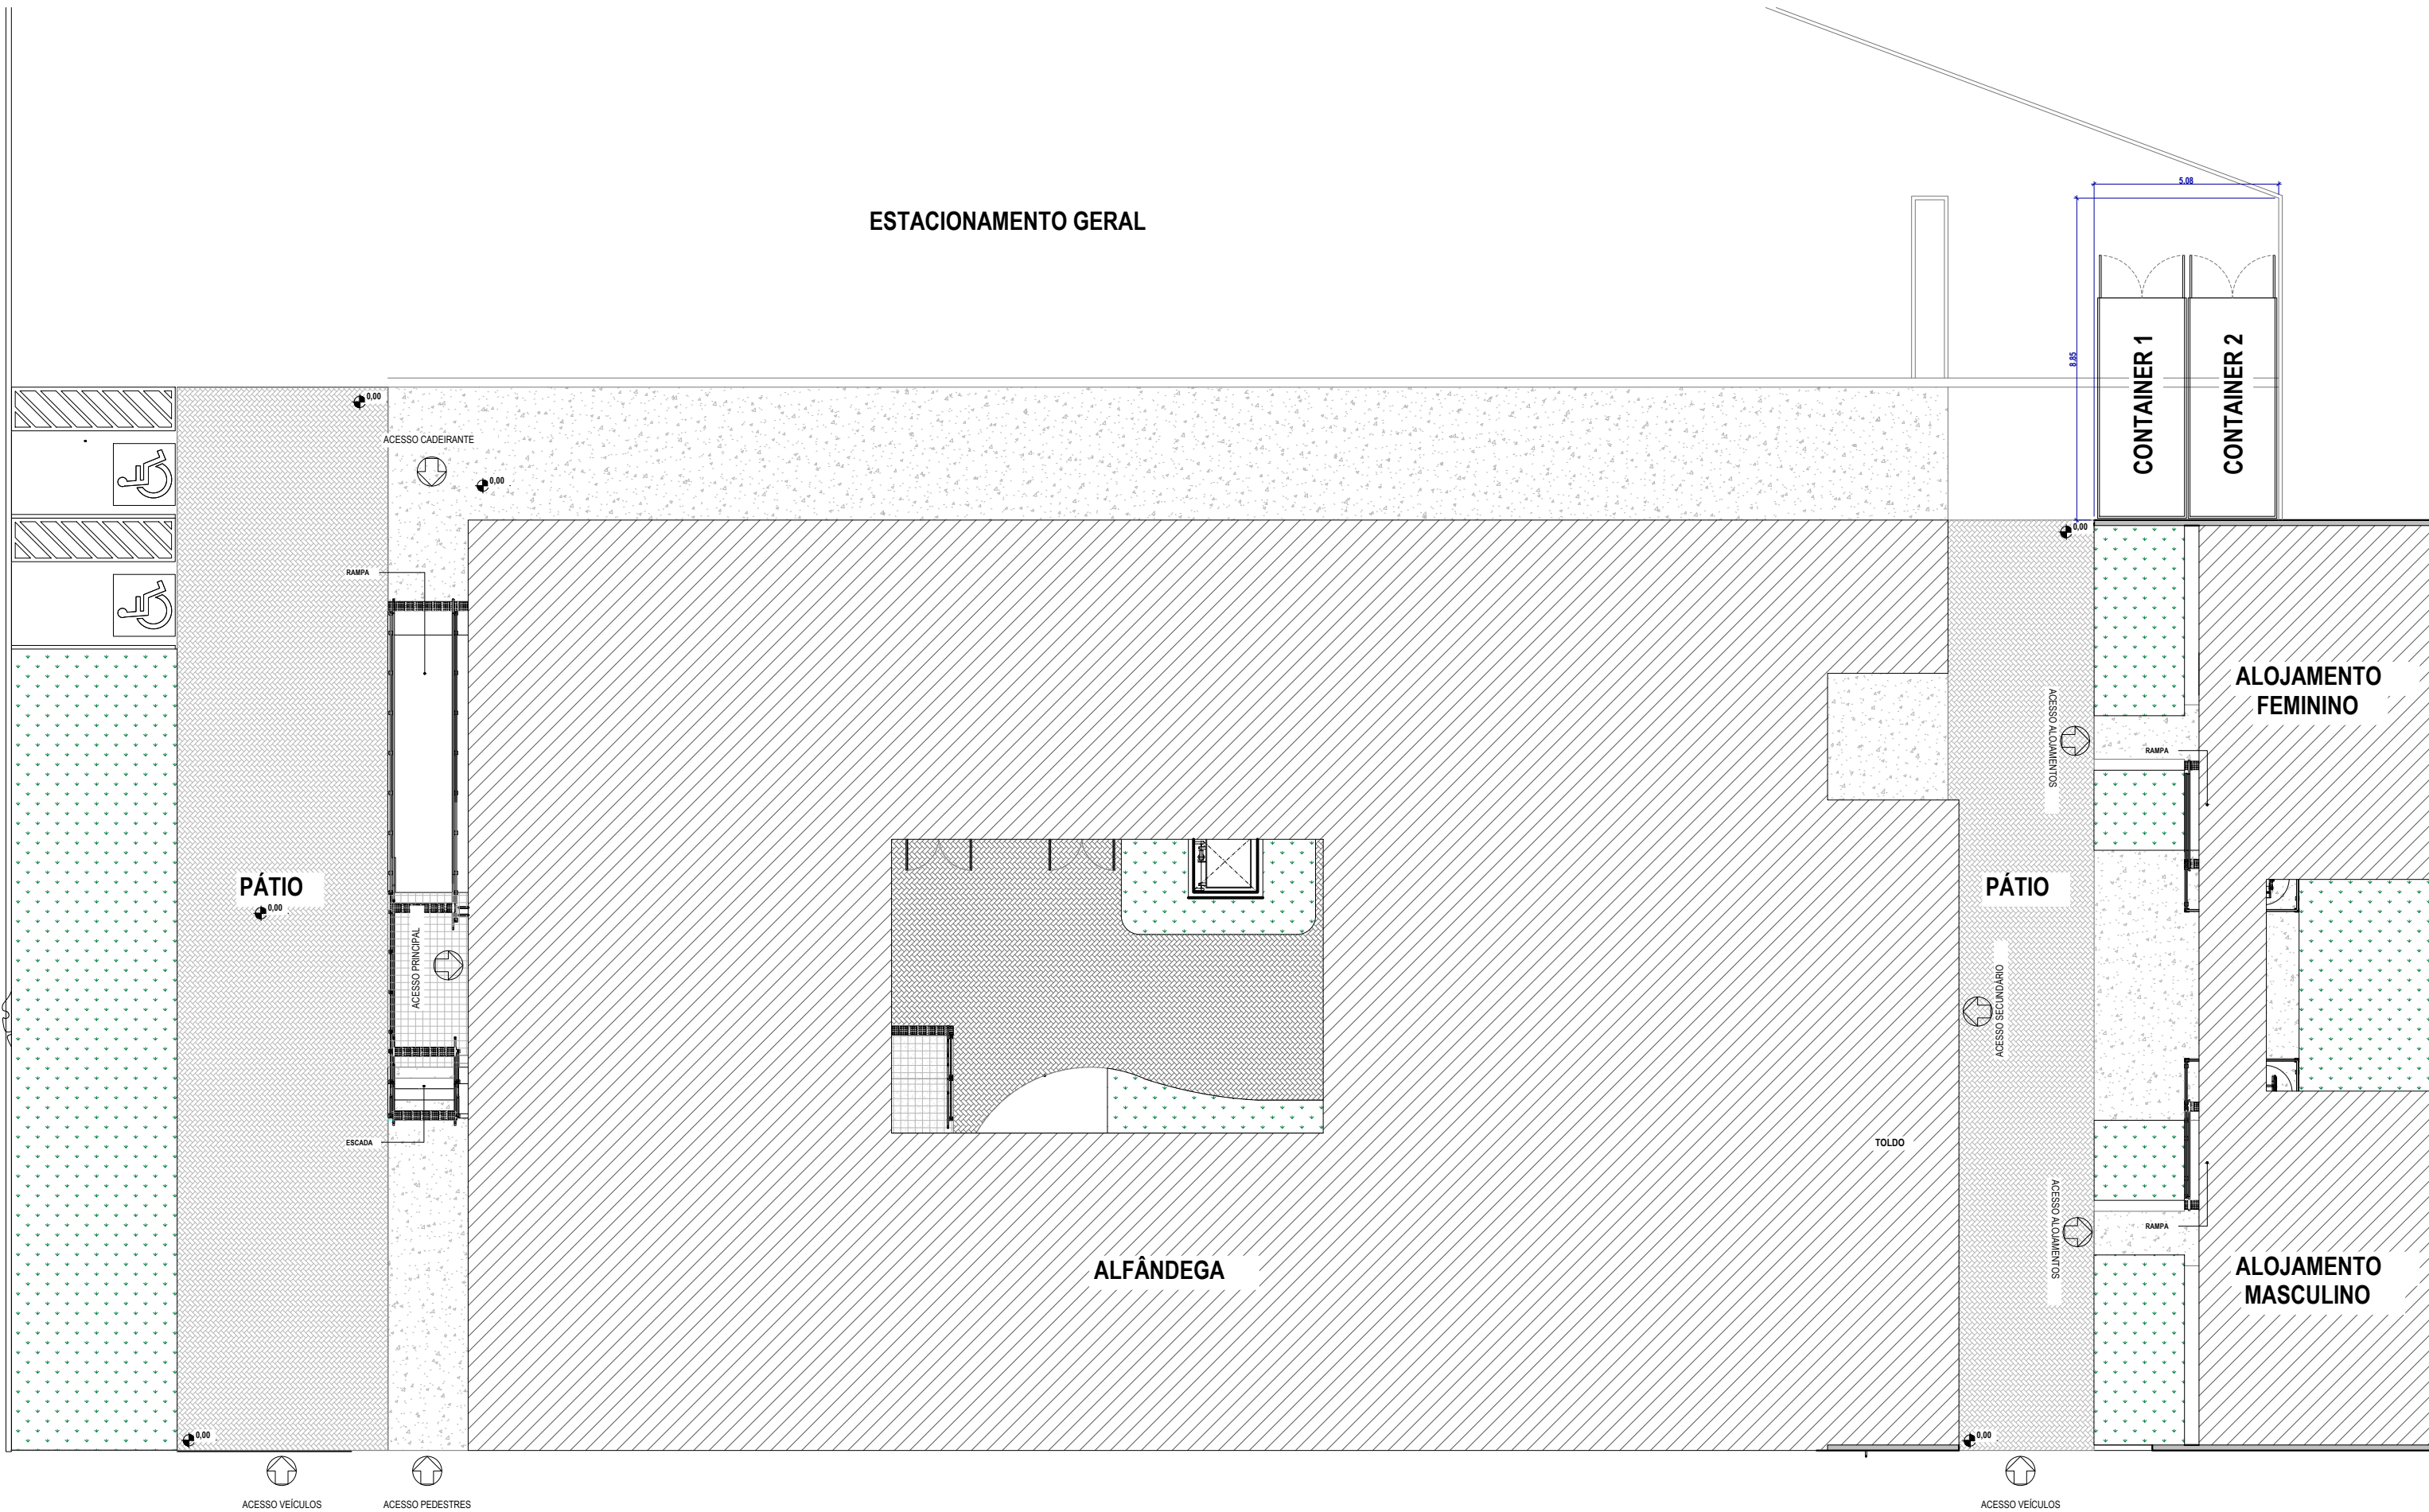 5.08
ESTACIONAMENTO GERAL
8.85
CONTAINER 1
CONTAINER 2
0,00
ACESSO CADEIRANTE
0,00
0,00
RAMPA
ALOJAMENTO
FEMININO
ACESSO ALOJAMENTOS
RAMPA
PÁTIO
0,00
PÁTIO
ACESSO PRINCIPAL
ACESSO SECUNDÁRIO
ESCADA
TOLDO
ACESSO ALOJAMENTOS
RAMPA
ALFÂNDEGA
ALOJAMENTO
MASCULINO
0,00
0,00
ACESSO VEÍCULOS
ACESSO PEDESTRES
ACESSO VEÍCULOS